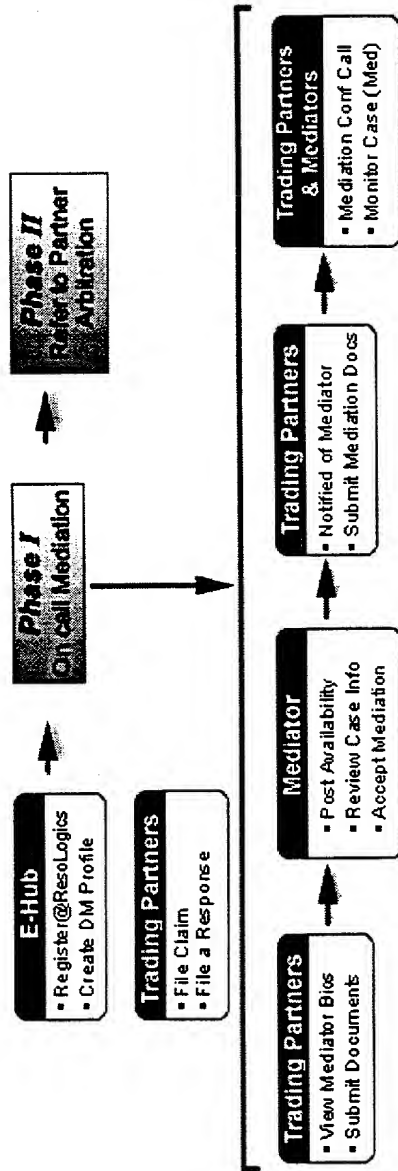 E-Hub
▪ Register@ResoLogics
▪ Create DM Profile
Trading Partners
▪ File Claim
▪ File a Response
Phase I
On call Mediation
Phase II
Refer to Partner
Arbitration
Trading Partners
▪ View Mediator Bios
▪ Submit Documents
Mediator
▪ Post Availability
▪ Review Case Info
▪ Accept Mediation
Trading Partners
▪ Notified of Mediator
▪ Submit Mediation Docs
Trading Partners
& Mediators
▪ Mediation Conf Call
▪ Monitor Case (Med)